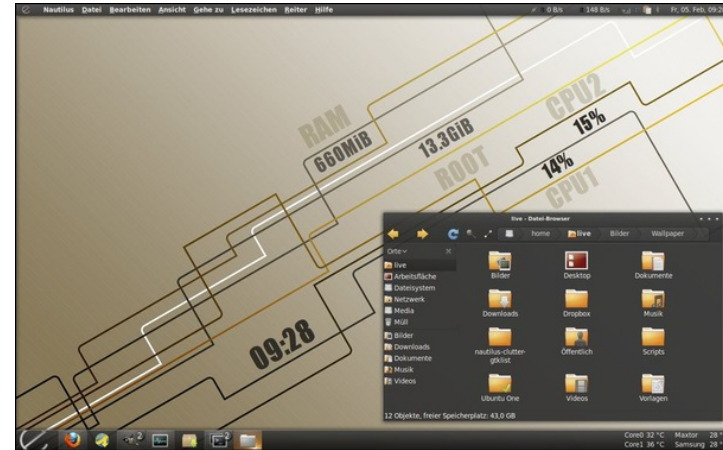 Nautilus Datei Bearbeiten Ansicht Gehe zu Lesezeichen Reiter Hilfe
0 B/s 148 B/s Fr, 05. Feb, 09:2
RAM
660MiB
13.3GiB
ROOT
CPU2
15%
14%
CPU1
09:28
live - Datei-Browser
home live Bilder Wallpaper
Orte
live
Arbeitsfläche
Dateisystem
Netzwerk
Media
Müll
Bilder
Downloads
Dokumente
Musik
Videos
Bilder Desktop Dokumente
Downloads Dropbox Musik
nautilus-clutter-gtklist Öffentlich Scripts
Ubuntu One Videos Vorlagen
12 Objekte, freier Speicherplatz: 43,0 GB
2 2
Core0 32 °C Maxtor 28 °
Core1 36 °C Samsung 28 °